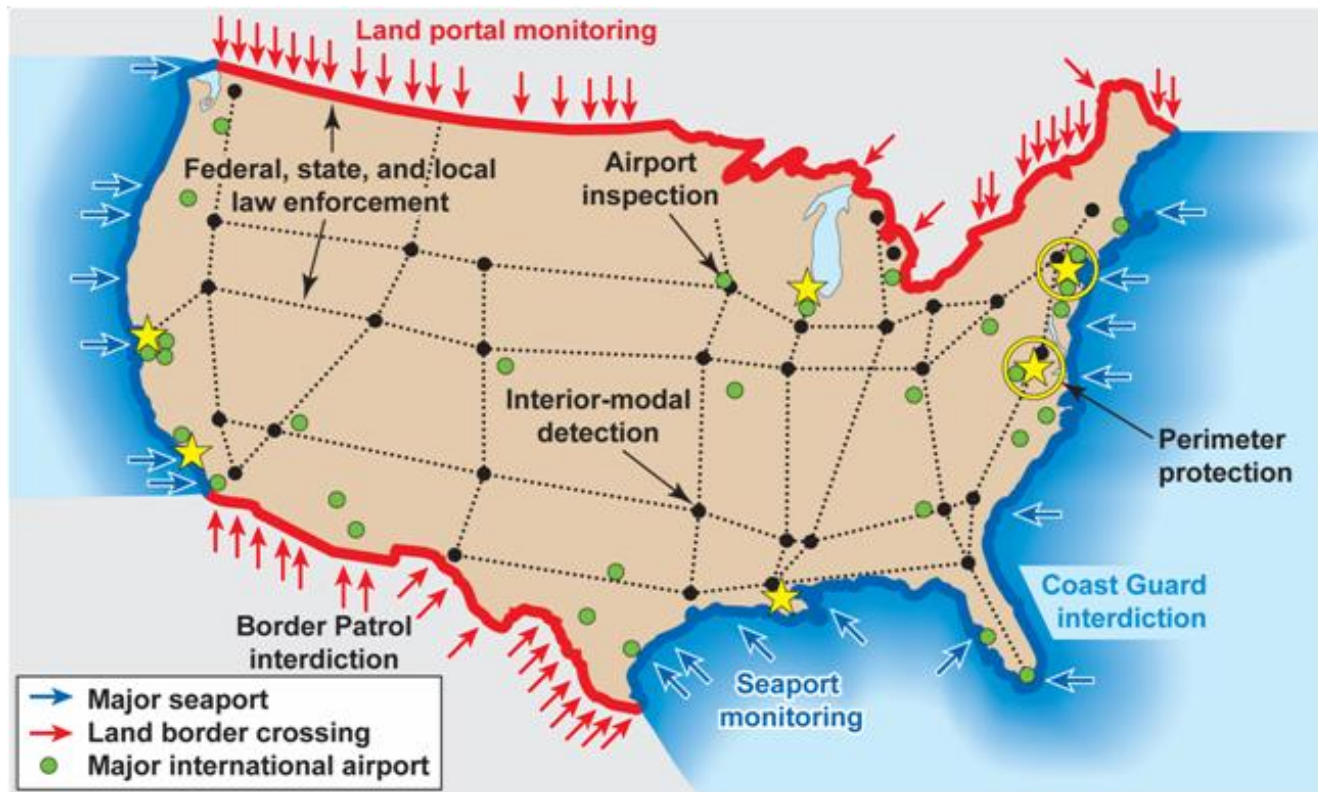 Land portal monitoring
Federal, state, and local
law enforcement
Airport
inspection
Interior-modal
detection
Perimeter
protection
Border Patrol
interdiction
Coast Guard
interdiction
Seaport
monitoring
Major seaport
Land border crossing
Major international airport